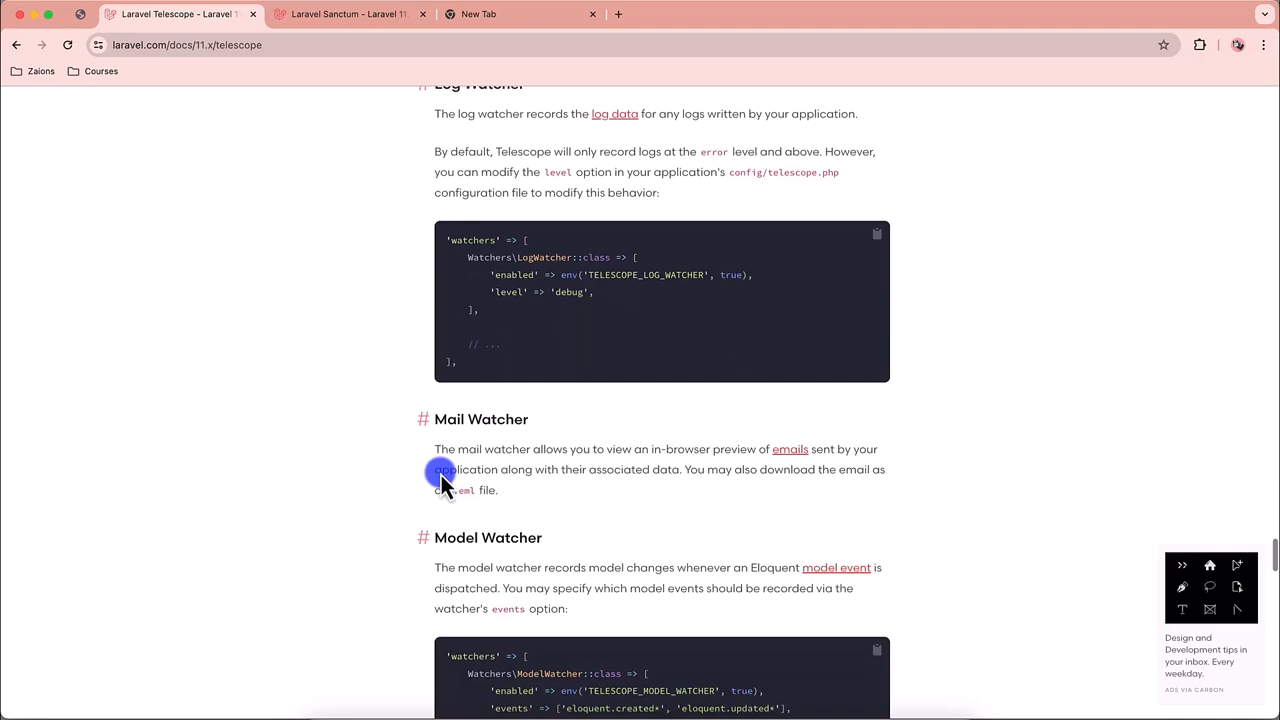 Laravel Telescope - Laravel 11
Laravel Sanctum - Laravel 11.
New Tab
laravel.com/docs/11.x/telescope
Zaions
Courses
# Log Watcher
The log watcher records the log data for any logs written by your application.
By default, Telescope will only record logs at the error level and above. However,
you can modify the level option in your application's config/telescope.php
configuration file to modify this behavior:
'watchers' => [
Watchers\LogWatcher::class => [
'enabled' => env('TELESCOPE_LOG_WATCHER', true),
'level' => 'debug',
],
// ...
],
# Mail Watcher
The mail watcher allows you to view an in-browser preview of emails sent by your
application along with their associated data. You may also download the email as
.eml file.
# Model Watcher
The model watcher records model changes whenever an Eloquent model event is
dispatched. You may specify which model events should be recorded via the
watcher's events option:
'watchers' => [
Watchers\ModelWatcher::class => [
'enabled' => env('TELESCOPE_MODEL_WATCHER', true),
'events' => ['eloquent.created*', 'eloquent.updated*'],
Design and
Development tips in
your inbox. Every
weekday.
ADS VIA CARBON